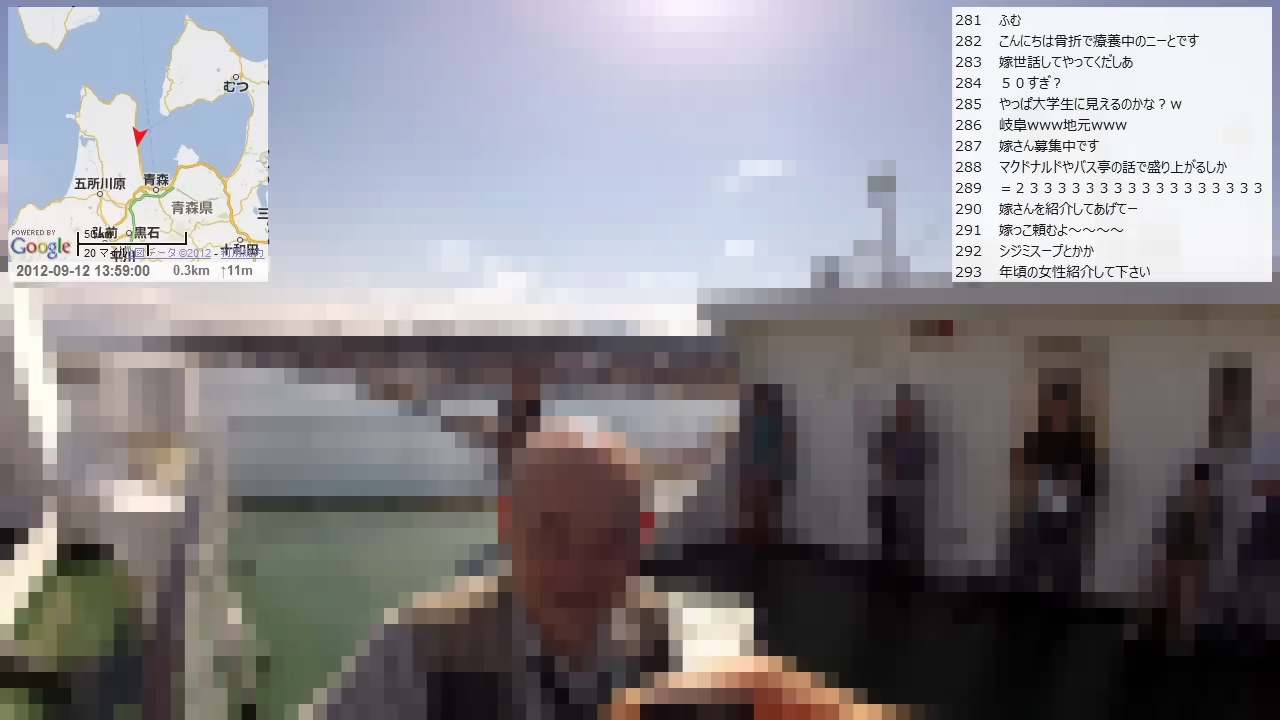 むつ
五所川原
青森
青森県
POWERED BY
Google
弘前
黒石
十和田
2012-09-12 13:59:00 0.3km ↑11m
281 ふむ
282 こんにちは骨折で療養中のニーとです
283 嫁世話してやってくだしあ
284 ５０すぎ？
285 やっぱ大学生に見えるのかな？ｗ
286 岐阜www地元www
287 嫁さん募集中です
288 マクドナルドやバス亭の話で盛り上がるしか
289 ＝２３３３３３３３３３３３３３３３３３
290 嫁さんを紹介してあげてー
291 嫁っこ頼むよ～～～～
292 シジミスープとかか
293 年頃の女性紹介して下さい